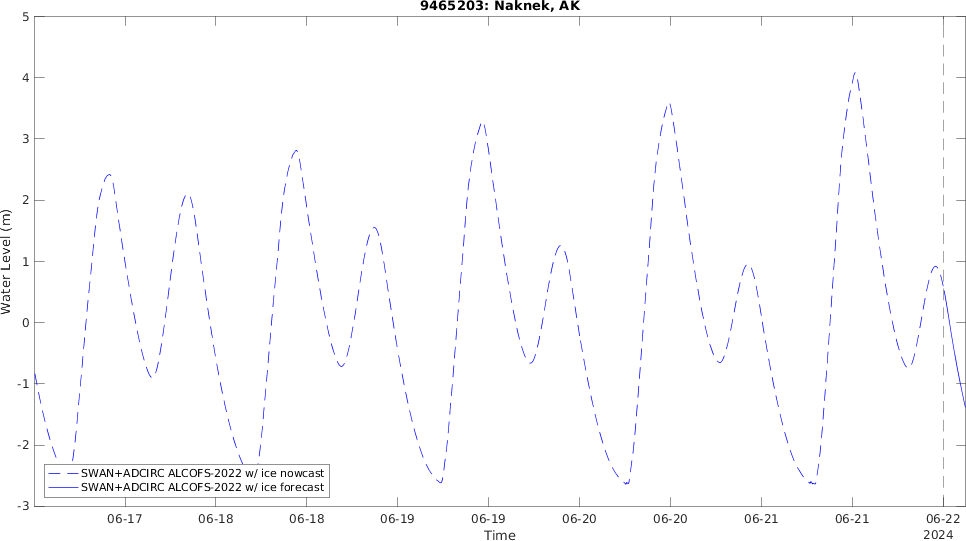 9465203: Naknek, AK
5
4
3
2
1
0
-1
-2
-3
Water Level (m)
SWAN+ADCIRC ALCOFS-2022 w/ ice nowcast
SWAN+ADCIRC ALCOFS-2022 w/ ice forecast
06-17 06-18 06-18 06-19 06-19 06-20 06-20 06-21 06-21 06-22
2024
Time